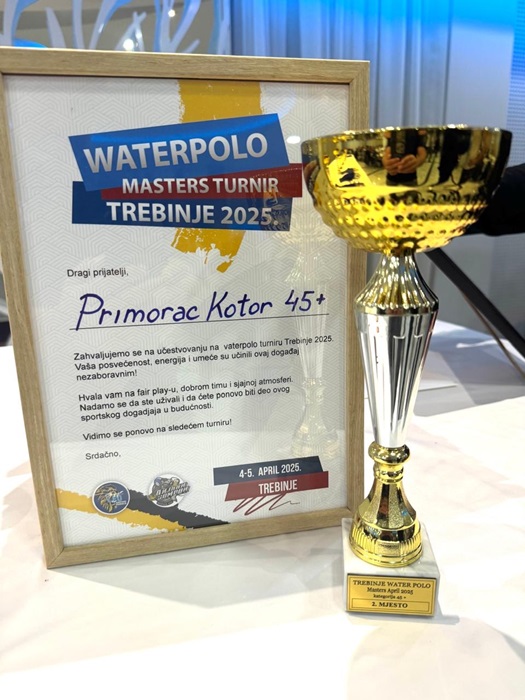 WATERPOLO
MASTERS TURNIR
TREBINJE 2025.
Dragi prijatelji,
Primorac Kotor 45+
Zahvaljujemo se na učestvovanju na vaterpolo turniru Trebinje 2025.
Vaša posvećenost, energija i umeće su učinili ovaj događaj
nezaboravnim!
Hvala vam na fair play-u, dobrom timu i sjajnoj atmosferi.
Nadamo se da ste uživali i da ćete ponovo biti deo ovog
sportskog dogadjaja u budućnosti.
Vidimo se ponovo na sledećem turniru!
Srdačno,
4-5. APRIL 2025.
TREBINJE
TREBINJE WATER POLO
Masters April 2025
kategorija 45 +
2. MJESTO